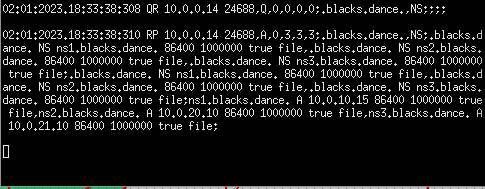 02:01:2023.18:33:38:308 QR 10.0.0.14 24688,Q,0,0,0,0;.blacks.dance.,NS;;;;
02:01:2023.18:33:38:310 RP 10.0.0.14 24688,A,0,3,3,3;.blacks.dance.,NS;.blacks.d
ance. NS ns1.blacks.dance. 86400 1000000 true file,.blacks.dance. NS ns2.blacks.
dance. 86400 1000000 true file,.blacks.dance. NS ns3.blacks.dance. 86400 1000000
true file;.blacks.dance. NS ns1.blacks.dance. 86400 1000000 true file,.blacks.d
ance. NS ns2.blacks.dance. 86400 1000000 true file,.blacks.dance. NS ns3.blacks.
dance. 86400 1000000 true file;ns1.blacks.dance. A 10.0.10.15 86400 1000000 true
file,ns2.blacks.dance. A 10.0.20.10 86400 1000000 true file,ns3.blacks.dance. A
10.0.21.10 86400 1000000 true file;